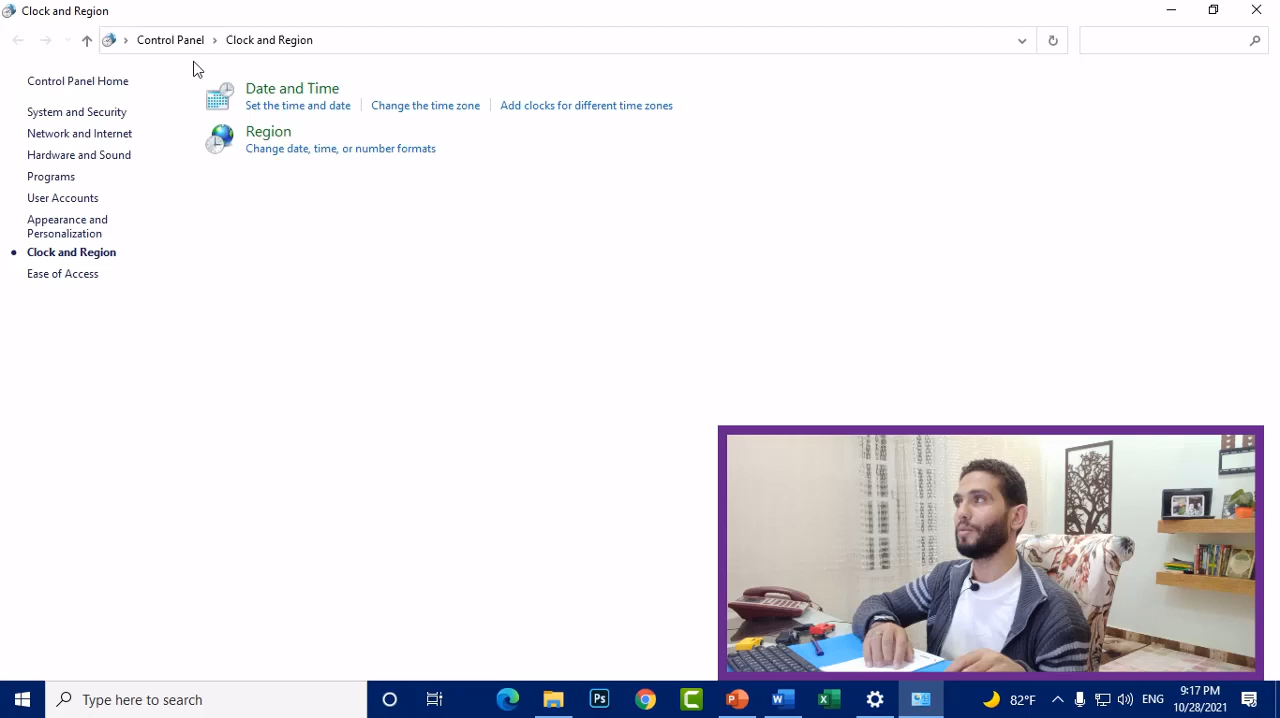 Clock and Region
Control Panel > Clock and Region
Control Panel Home
System and Security
Network and Internet
Hardware and Sound
Programs
User Accounts
Appearance and
Personalization
Clock and Region
Ease of Access
Date and Time
Set the time and date
Change the time zone
Add clocks for different time zones
Region
Change date, time, or number formats
Type here to search
Ps
82°F
ENG
9:17 PM
10/28/2021